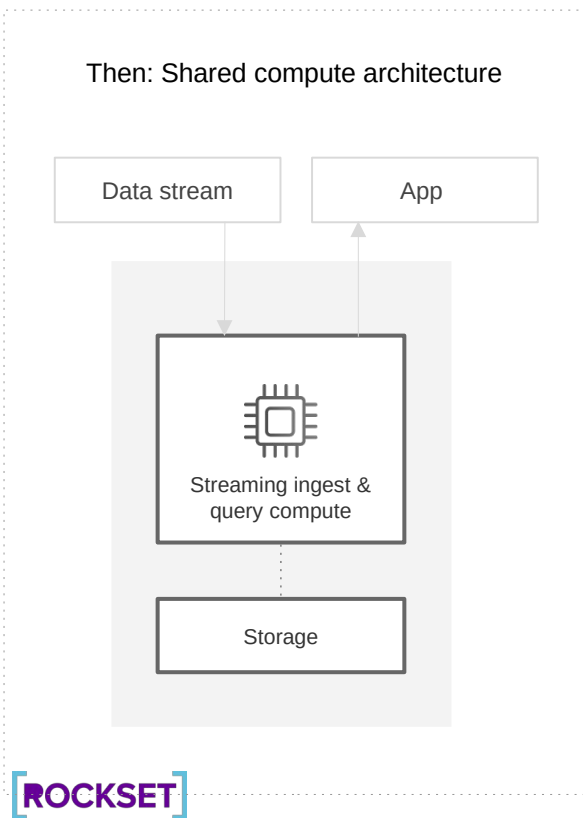 Then: Shared compute architecture
Data stream
App
Streaming ingest &
query compute
Storage
ROCKSET